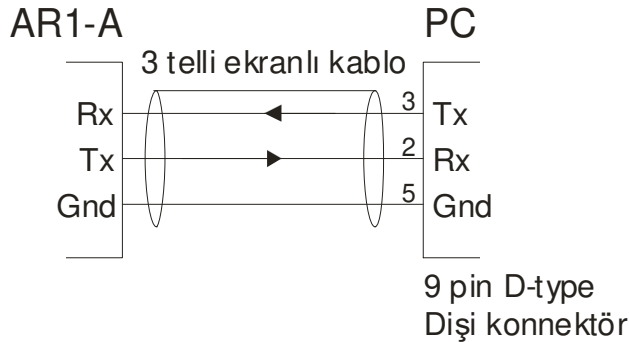 AR1-A
PC
3 telli ekranlı kablo
Rx
3
Tx
Tx
2
Rx
Gnd
5
Gnd
9 pin D-type
Dişi konnektör